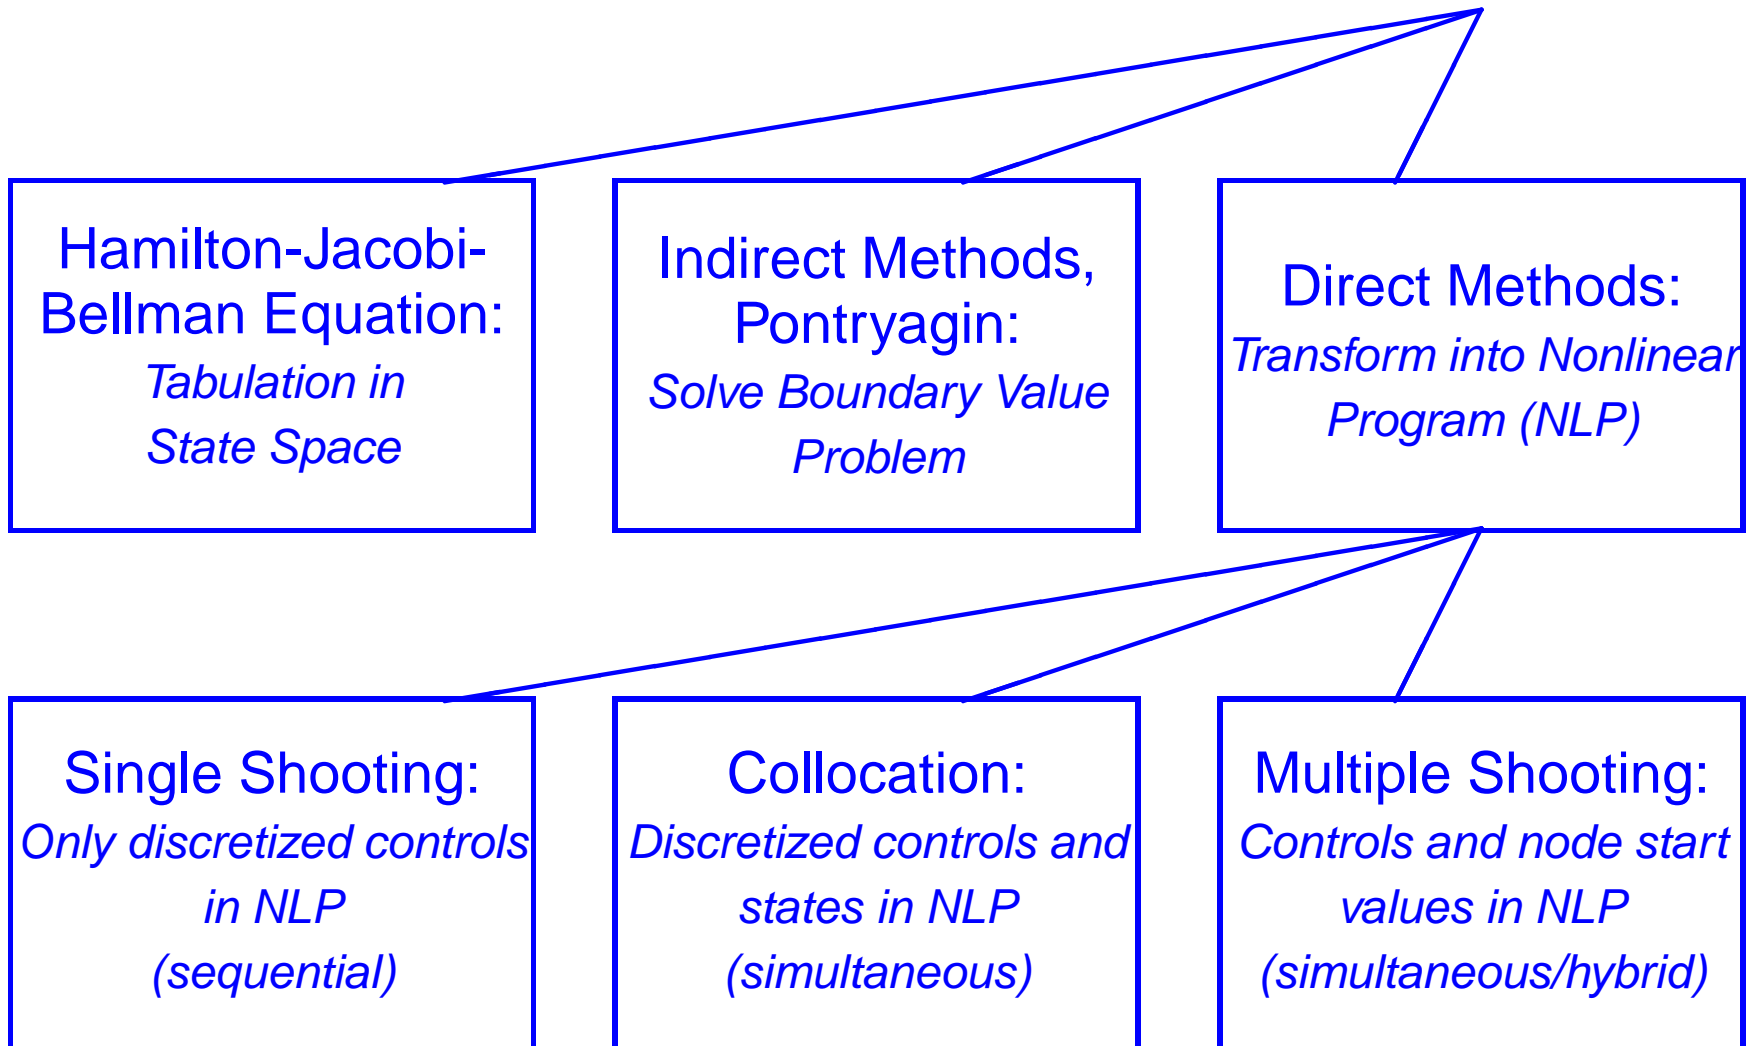 Hamilton-Jacobi-
Bellman Equation:
Tabulation in
State Space
Indirect Methods,
Pontryagin:
Solve Boundary Value
Problem
Direct Methods:
Transform into Nonlinear
Program (NLP)
Single Shooting:
Only discretized controls
in NLP
(sequential)
Collocation:
Discretized controls and
states in NLP
(simultaneous)
Multiple Shooting:
Controls and node start
values in NLP
(simultaneous/hybrid)